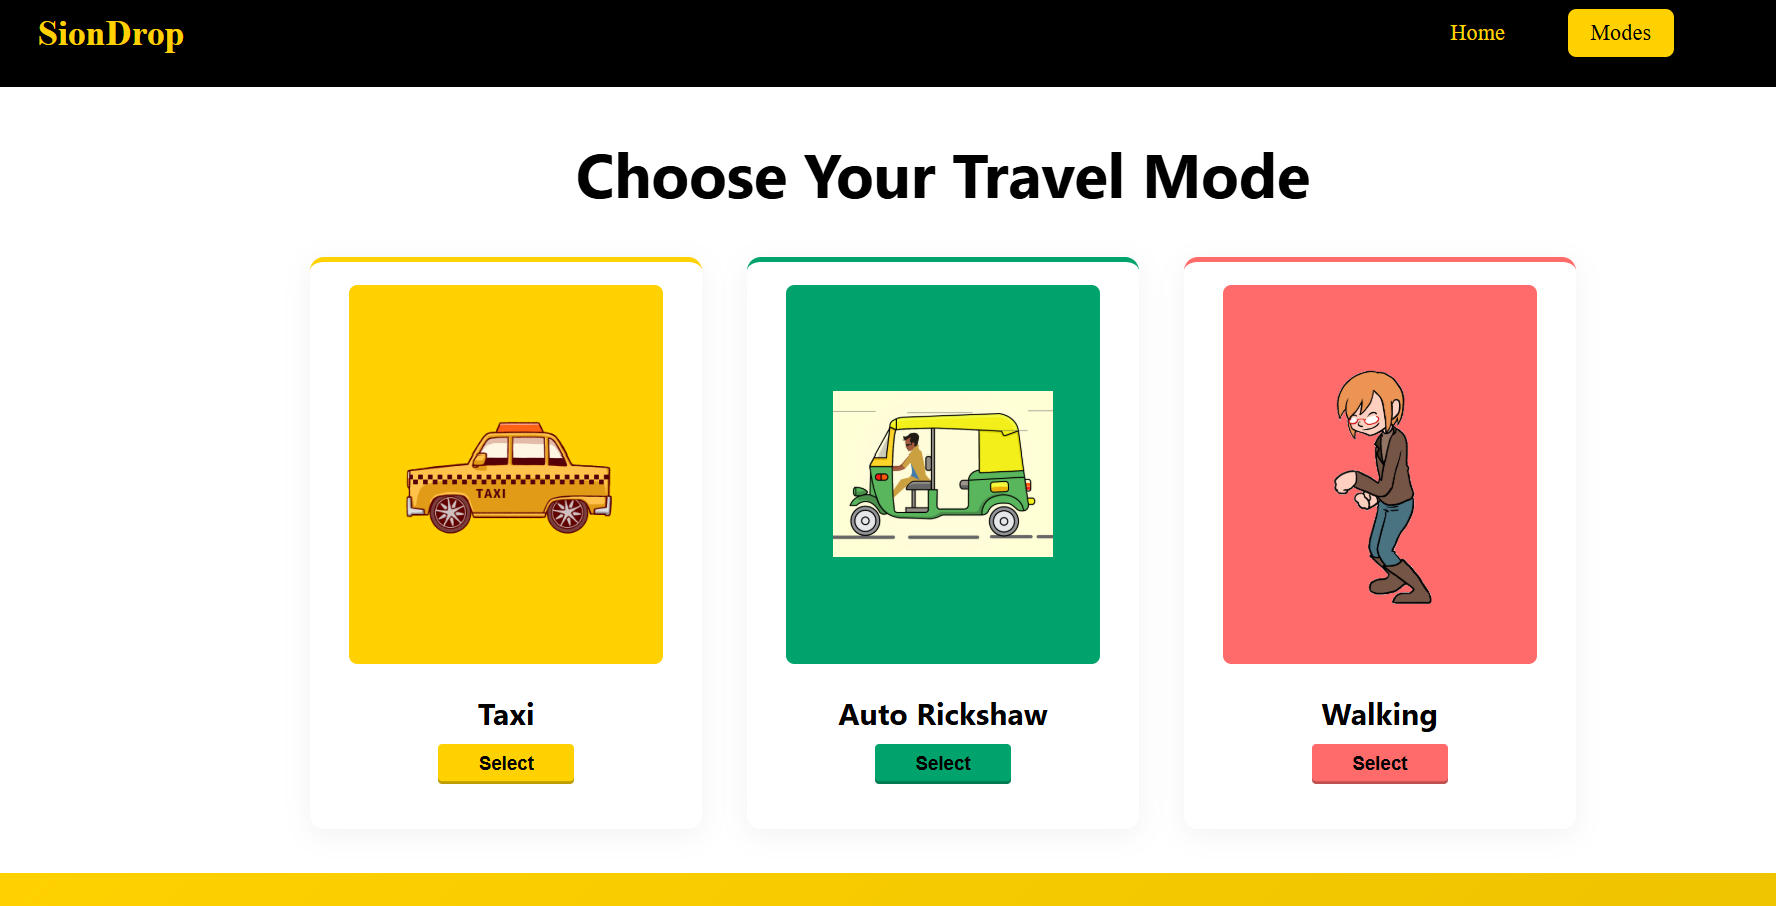 SionDrop
Home
Modes
Choose Your Travel Mode
TAXI
Taxi
Auto Rickshaw
Walking
Select
Select
Select